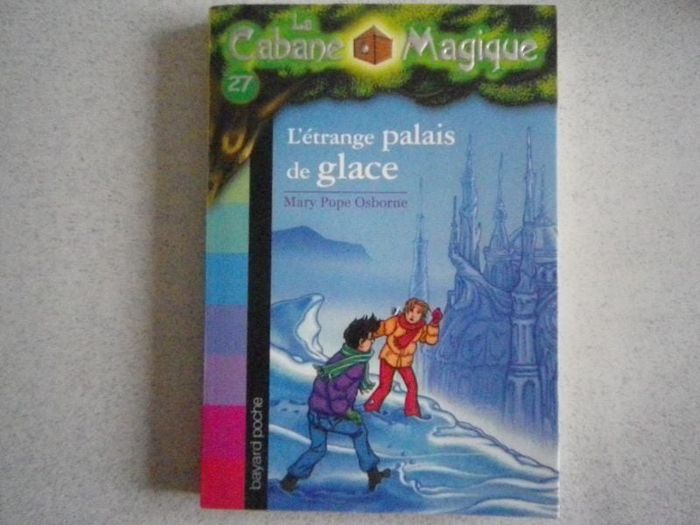 La
Cabane Magique
27
L'étrange palais
de glace
Mary Pope Osborne
bayard poche